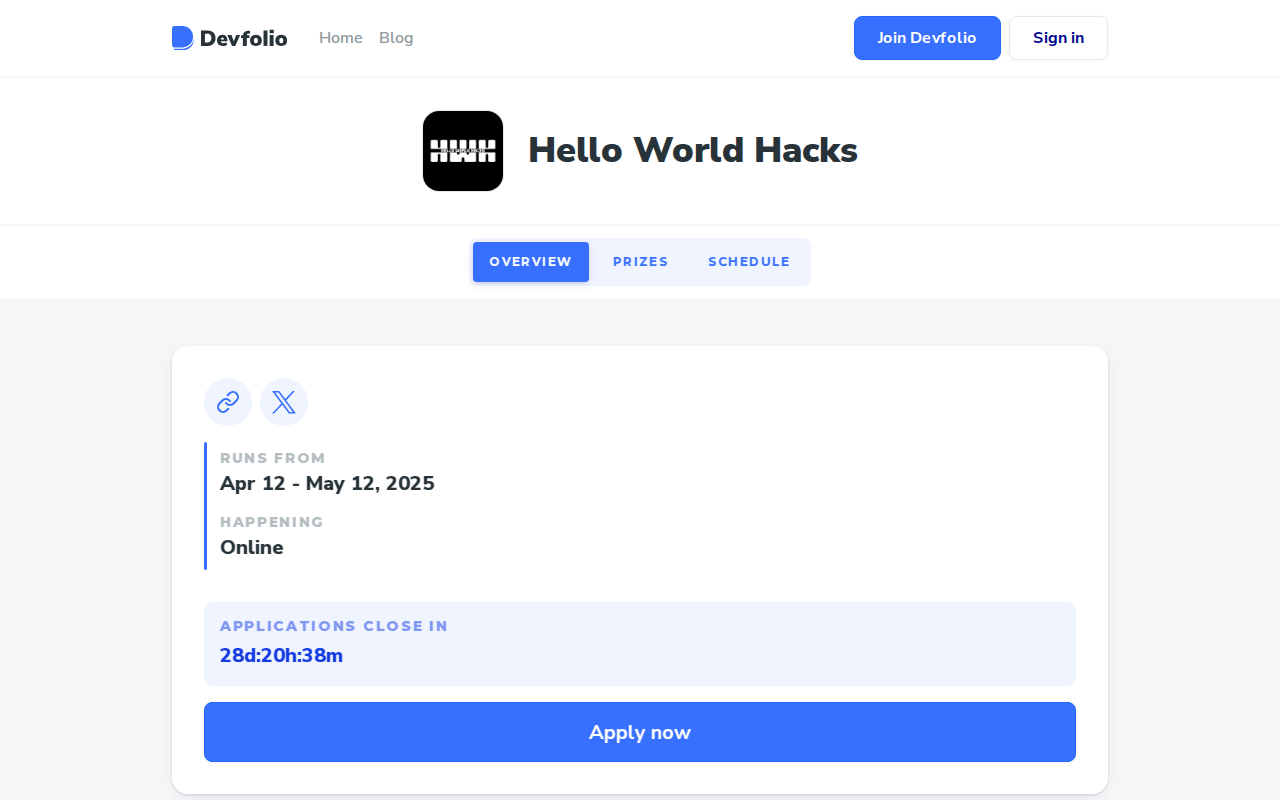 Devfolio
Home
Blog
Join Devfolio
Sign in
Hello World Hacks
OVERVIEW
PRIZES
SCHEDULE
RUNS FROM
Apr 12 - May 12, 2025
HAPPENING
Online
APPLICATIONS CLOSE IN
28d:20h:38m
Apply now